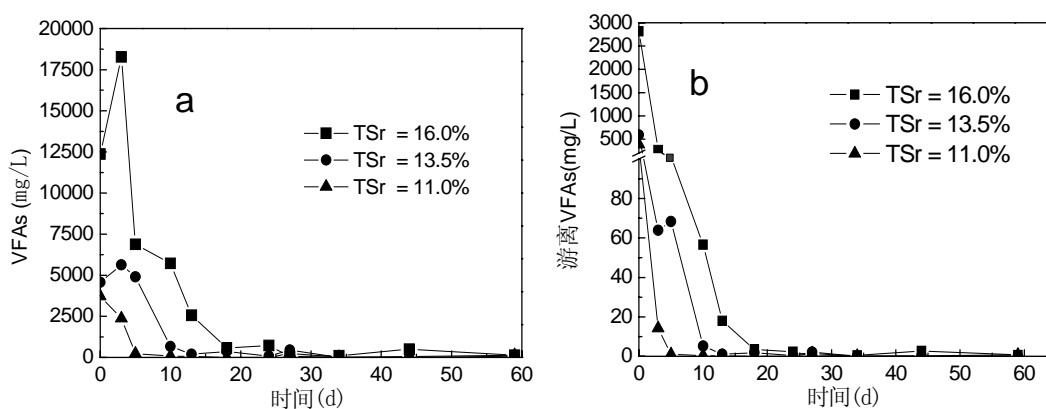 20000
17500
15000
12500
10000
7500
5000
2500
0
VFAs (mg/L)
a
TSr = 16.0%
TSr = 13.5%
TSr = 11.0%
0 10 20 30 40 50 60
时间(d)
3000
2500
2000
1500
1000
500
80
60
40
20
0
游离VFAs(mg/L)
b
TSr = 16.0%
TSr = 13.5%
TSr = 11.0%
0 10 20 30 40 50 60
时间(d)